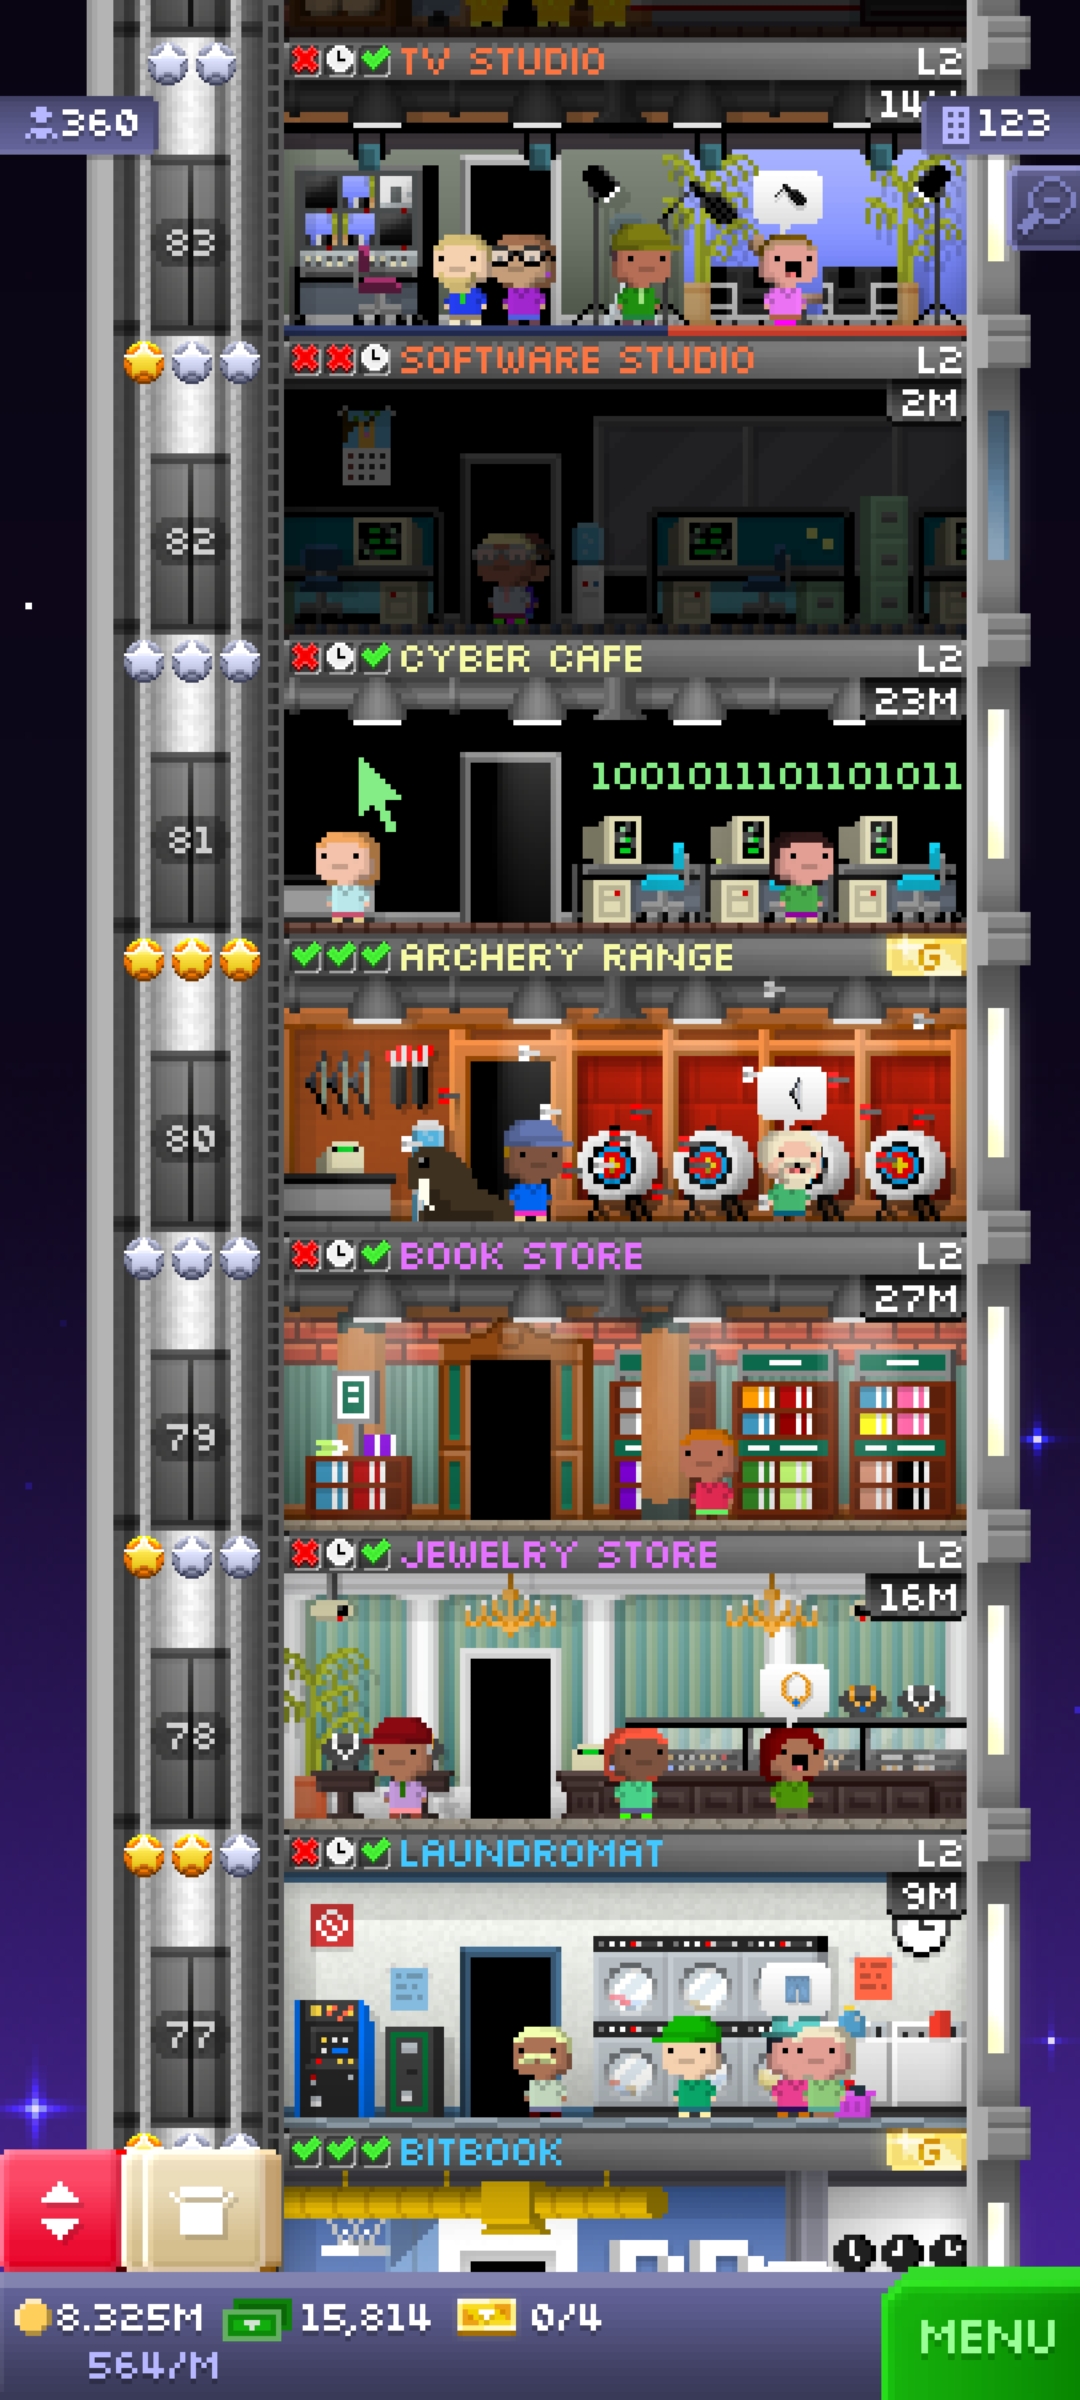 TV STUDIO L2
360
123
83
SOFTWARE STUDIO L2
2M
82
CYBER CAFE L2
23M
1001011101101011
81
ARCHERY RANGE G
80
BOOK STORE L2
27M
79
JEWELRY STORE L2
16M
78
LAUNDROMAT L2
9M
77
BITBOOK G
8.325M 15,814 0/4
564/M
MENU